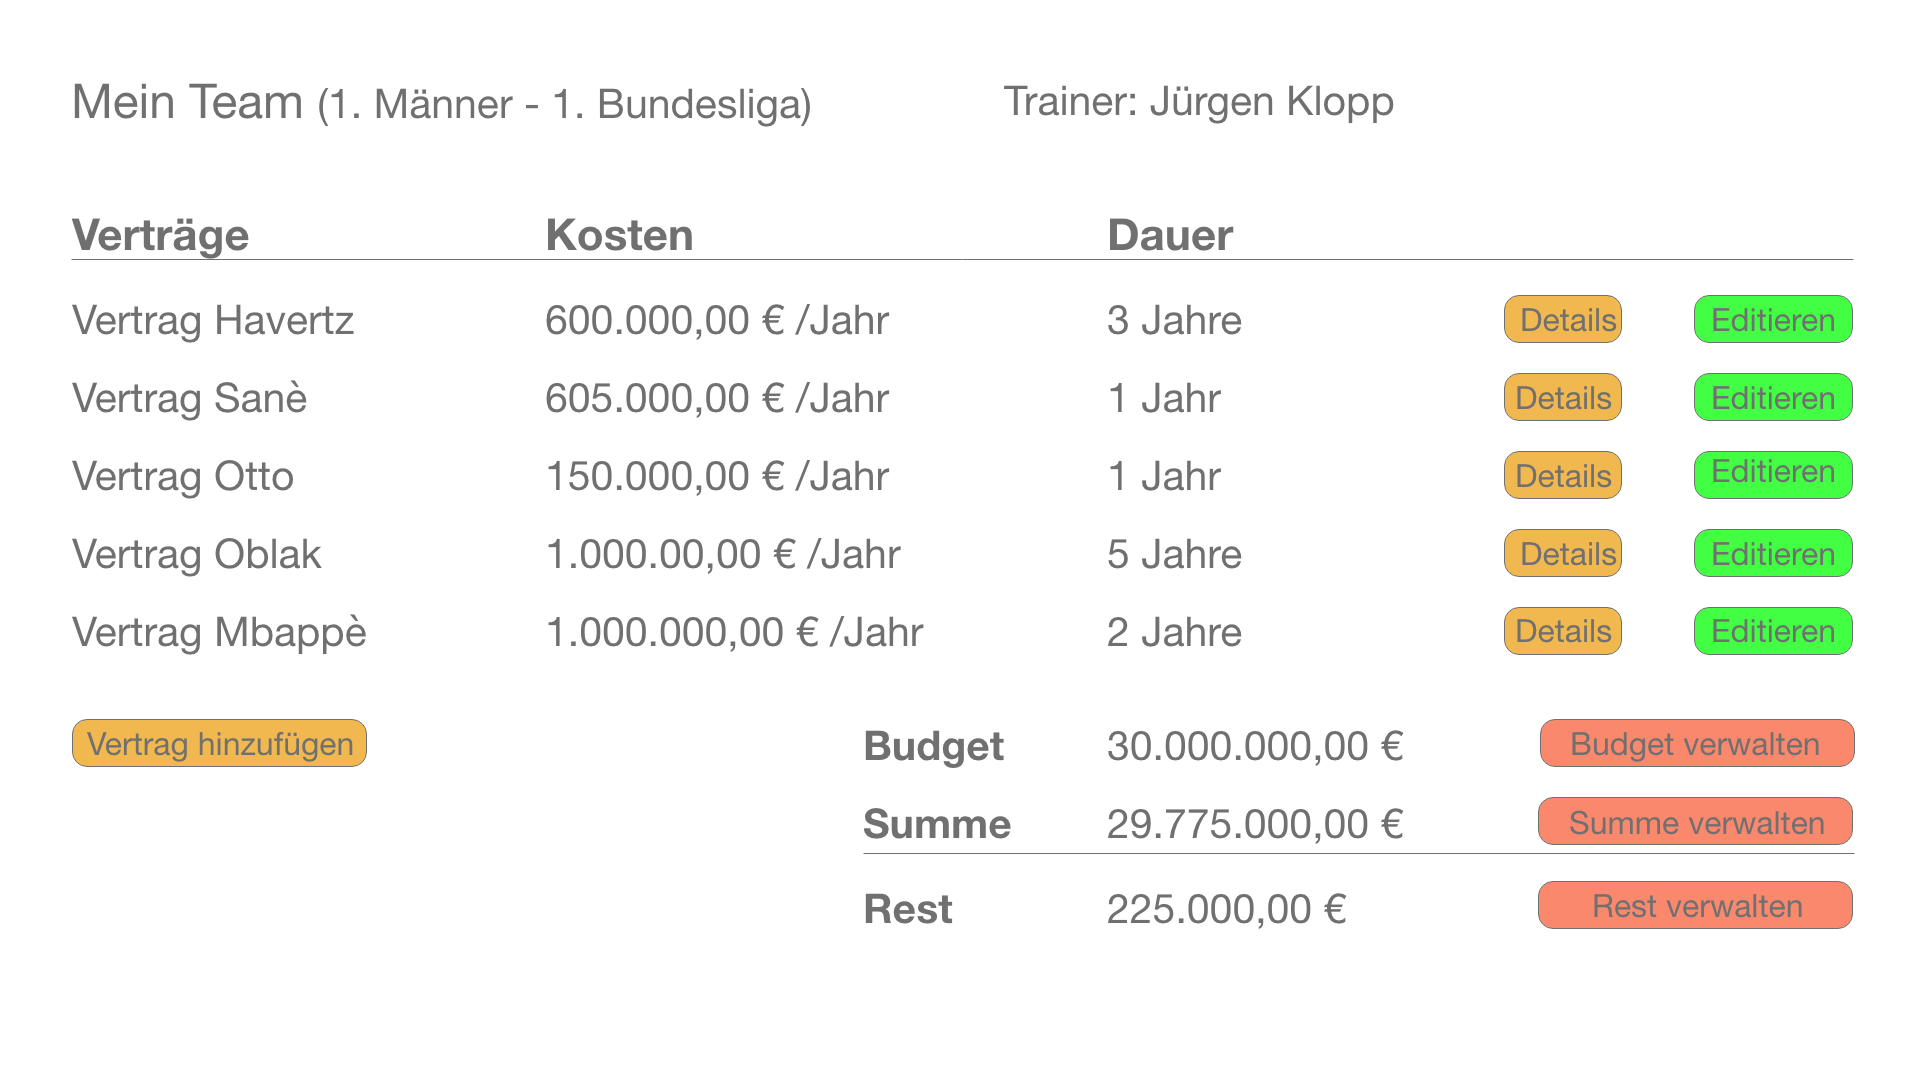 Mein Team (1. Männer - 1. Bundesliga) Trainer: Jürgen Klopp
Verträge Kosten Dauer
Vertrag Havertz 600.000,00 € /Jahr 3 Jahre Details Editieren
Vertrag Sanè 605.000,00 € /Jahr 1 Jahr Details Editieren
Vertrag Otto 150.000,00 € /Jahr 1 Jahr Details Editieren
Vertrag Oblak 1.000.00,00 € /Jahr 5 Jahre Details Editieren
Vertrag Mbappè 1.000.000,00 € /Jahr 2 Jahre Details Editieren
Vertrag hinzufügen Budget 30.000.000,00 € Budget verwalten
Summe 29.775.000,00 € Summe verwalten
Rest 225.000,00 € Rest verwalten